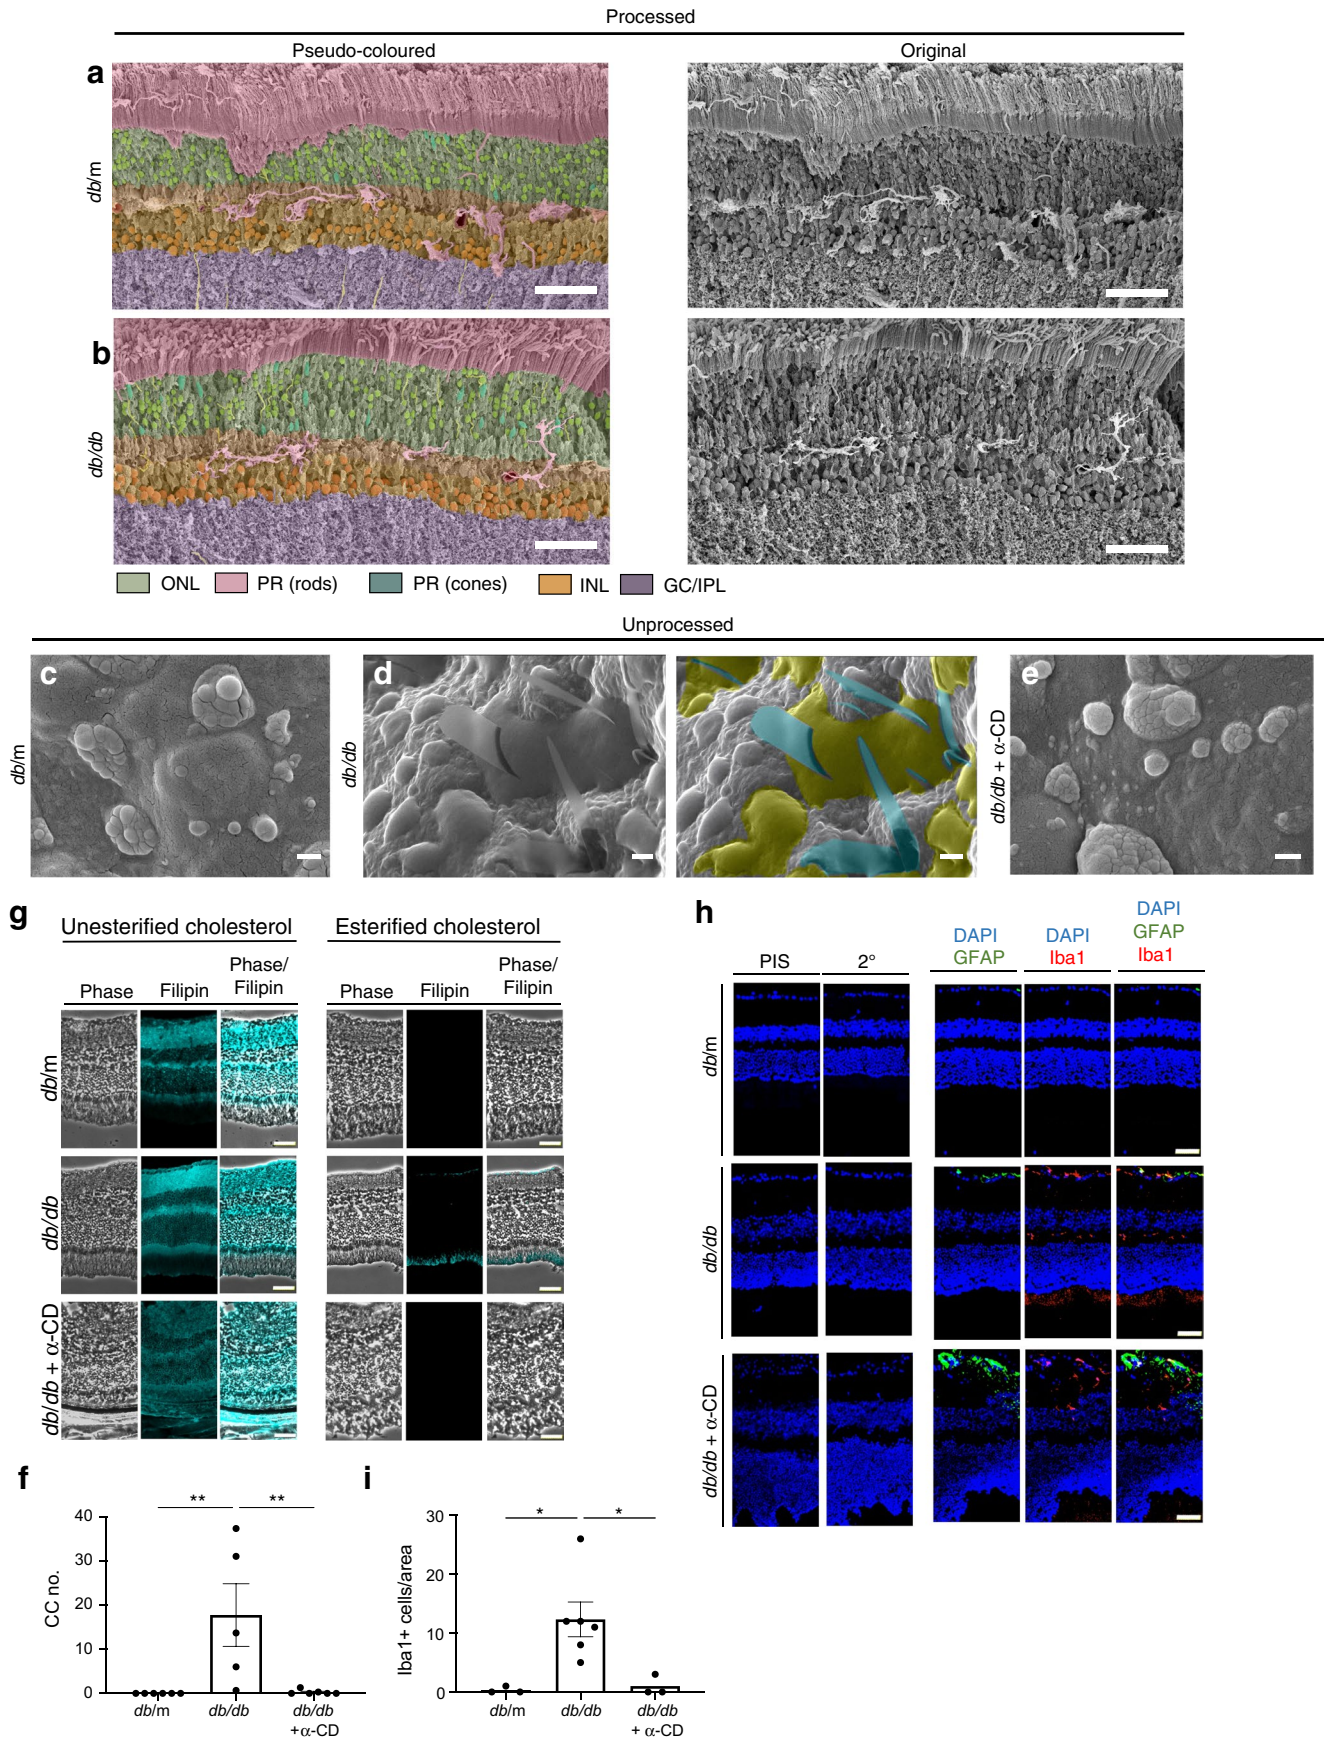 Processed
Pseudo-coloured
Original
a
db/m
b
db/db
ONL PR (rods) PR (cones) INL GC/IPL
Unprocessed
c
db/m
d
db/db
e
db/db + α-CD
g
Unesterified cholesterol
Esterified cholesterol
Phase Filipin Phase/
Filipin
Phase Filipin Phase/
Filipin
db/m
db/db
db/db + α-CD
h
PIS 2°
DAPI
GFAP
DAPI
Iba1
DAPI
GFAP
Iba1
db/m
db/db
db/db + α-CD
f
** **
CC no.
40
30
20
10
0
db/m db/db db/db
+α-CD
i
* *
Iba1+ cells/area
30
20
10
0
db/m db/db db/db
+ α-CD